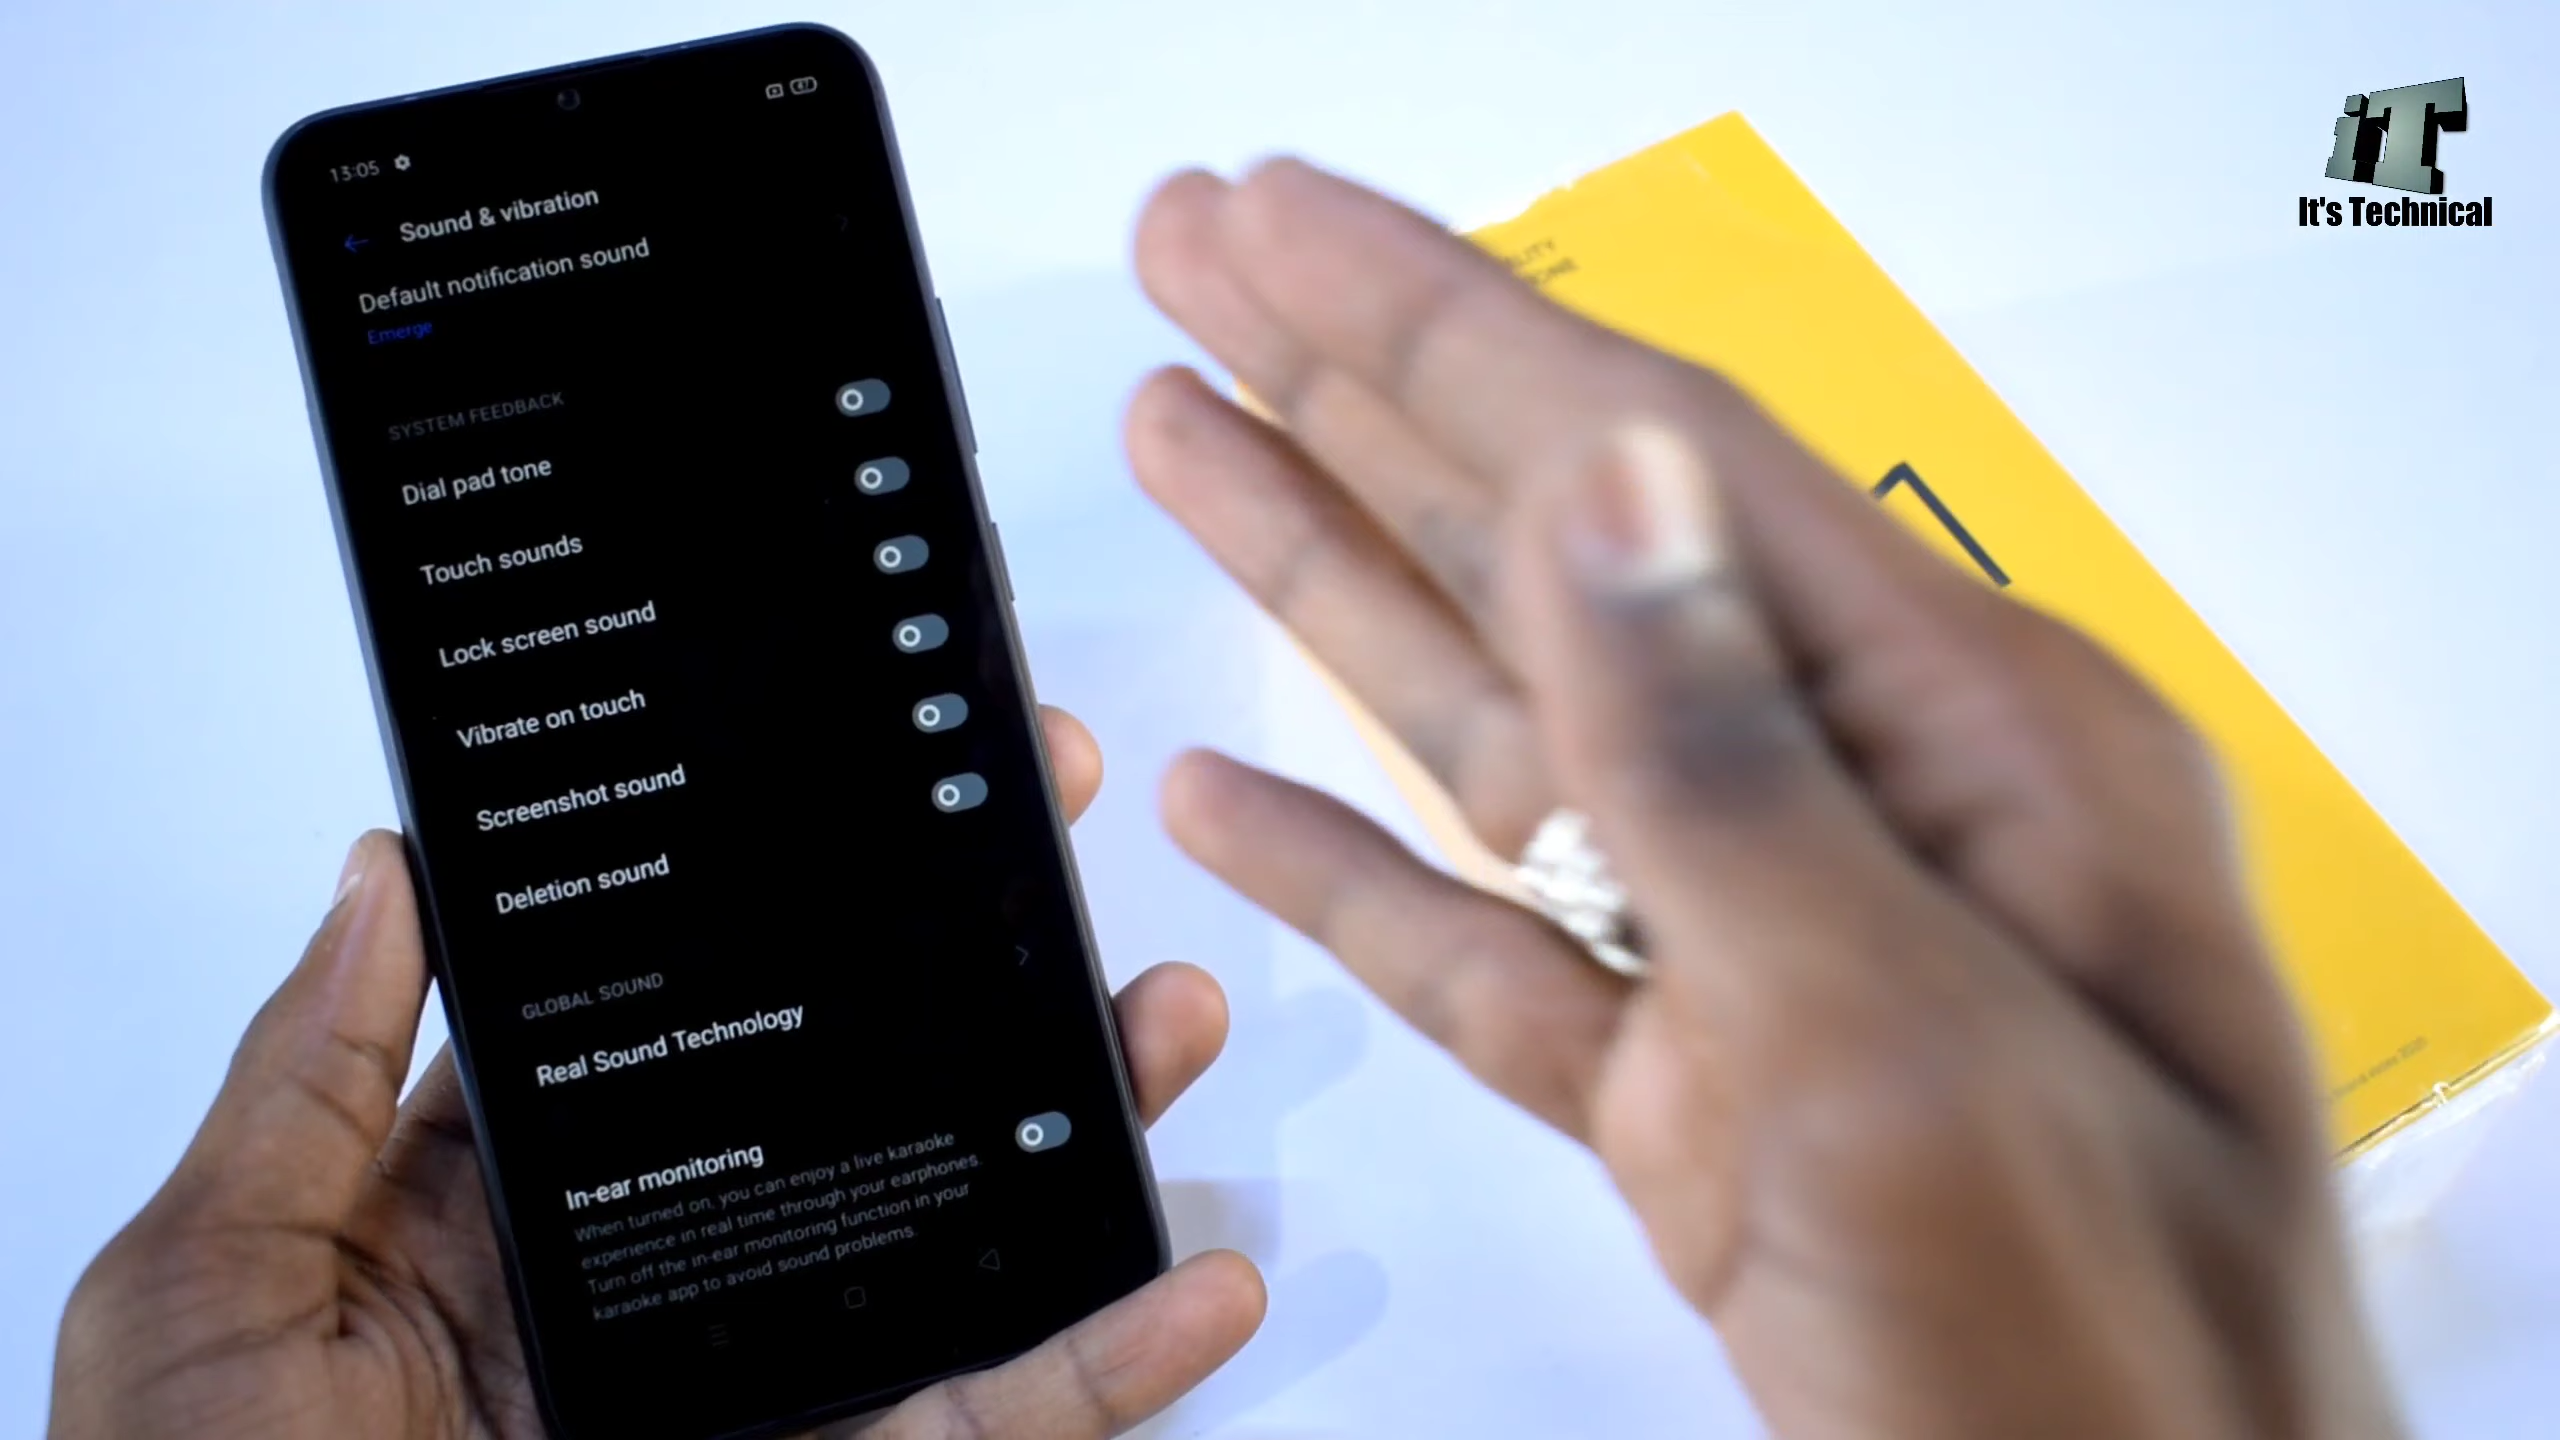 13:05
47
Sound & vibration
Default notification sound
Emerge
SYSTEM FEEDBACK
Dial pad tone
Touch sounds
Lock screen sound
Vibrate on touch
Screenshot sound
Deletion sound
GLOBAL SOUND
Real Sound Technology
In-ear monitoring
When turned on, you can enjoy a live karaoke
experience in real time through your earphones.
Turn off the in-ear monitoring function in your
karaoke app to avoid sound problems.
iT
It's Technical